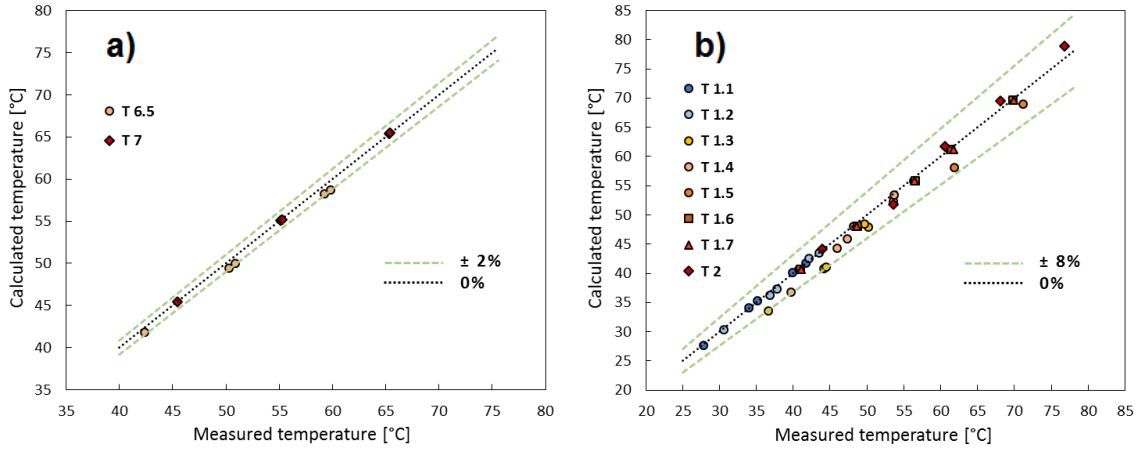 a)
80
75
70
65
60
55
50
45
40
35
35 40 45 50 55 60 65 70 75 80
Calculated temperature [°C]
Measured temperature [°C]
T 6.5
T 7
± 2%
0%
b)
85
80
75
70
65
60
55
50
45
40
35
30
25
20
20 25 30 35 40 45 50 55 60 65 70 75 80 85
Calculated temperature [°C]
Measured temperature [°C]
T 1.1
T 1.2
T 1.3
T 1.4
T 1.5
T 1.6
T 1.7
T 2
± 8%
0%